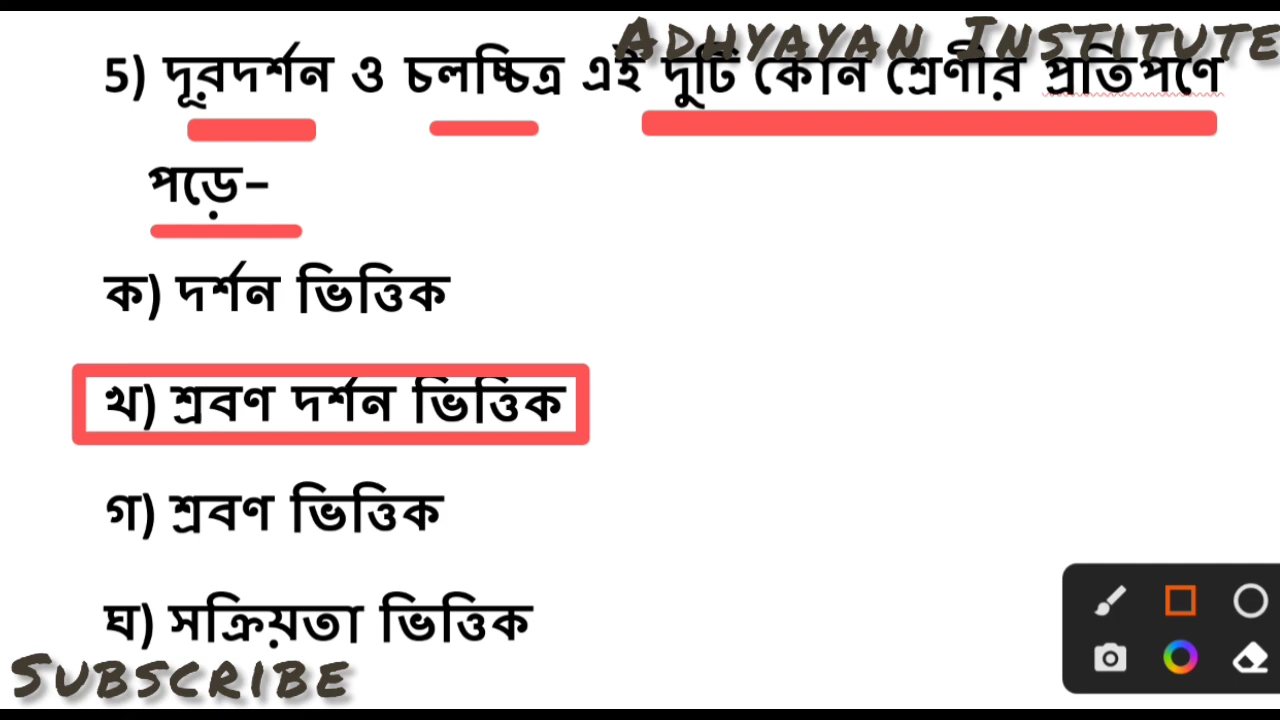 ADHYAYAN INSTITUTE
5) দূরদর্শন ও চলচ্চিত্র এই দুটি কোন শ্রেণীর প্রতিপণে
পড়ে-
ক) দর্শন ভিত্তিক
খ) শ্রবণ দর্শন ভিত্তিক
গ) শ্রবণ ভিত্তিক
ঘ) সক্রিয়তা ভিত্তিক
SUBSCRIBE